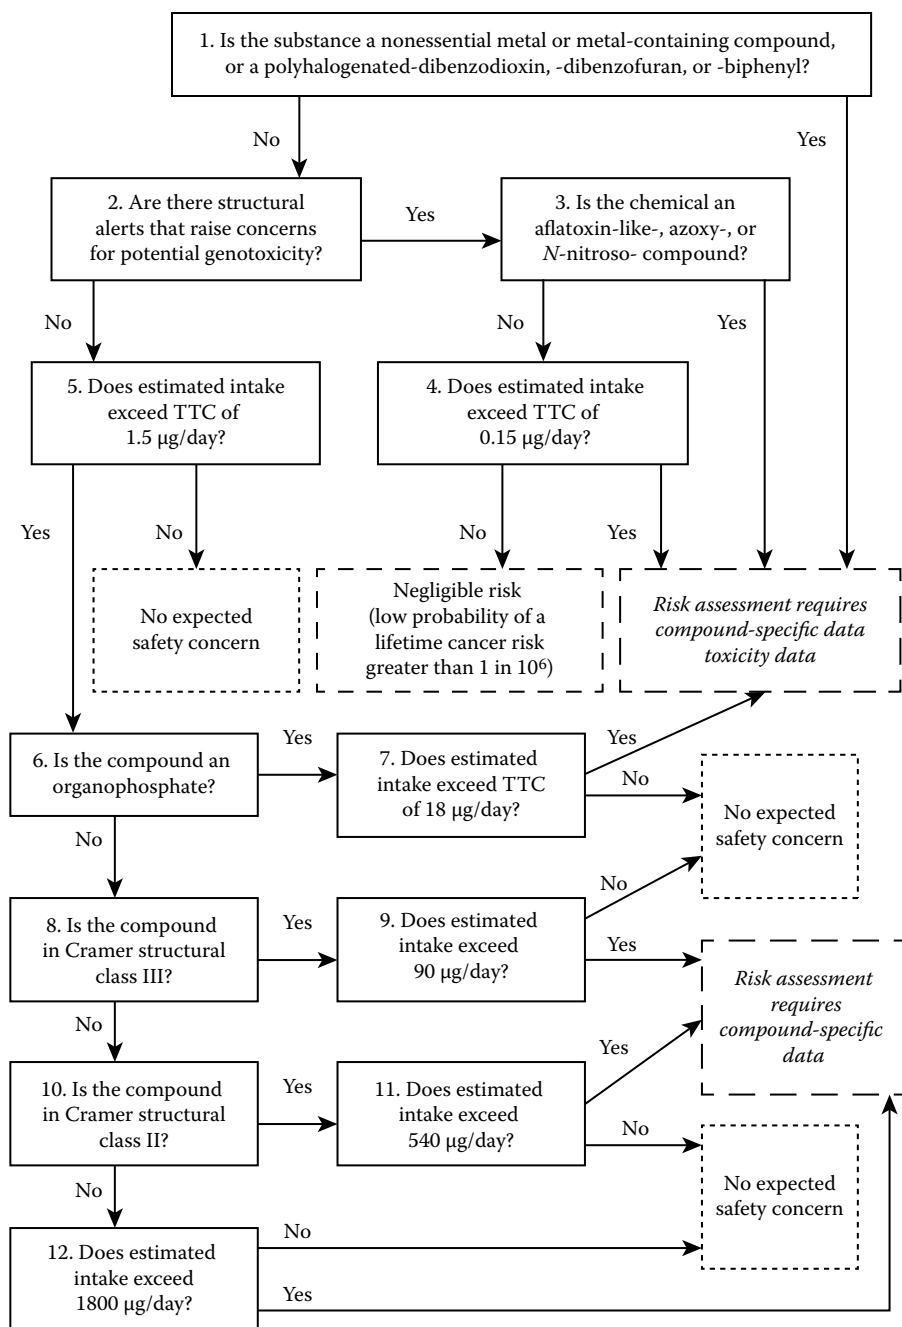 1. Is the substance a nonessential metal or metal-containing compound,
or a polyhalogenated-dibenzodioxin, -dibenzofuran, or -biphenyl?
No
Yes
2. Are there structural
alerts that raise concerns
for potential genotoxicity?
Yes
3. Is the chemical an
aflatoxin-like-, azoxy-, or
N-nitroso- compound?
No
No
Yes
5. Does estimated intake
exceed TTC of
1.5 µg/day?
4. Does estimated intake
exceed TTC of
0.15 µg/day?
Yes
No
No
Yes
No expected
safety concern
Negligible risk
(low probability of a
lifetime cancer risk
greater than 1 in 10⁶)
Risk assessment requires
compound-specific data
toxicity data
6. Is the compound an
organophosphate?
Yes
7. Does estimated
intake exceed TTC
of 18 µg/day?
Yes
No
No expected
safety concern
No
8. Is the compound
in Cramer structural
class III?
Yes
9. Does estimated
intake exceed
90 µg/day?
No
Yes
Risk assessment
requires
compound-specific
data
No
10. Is the compound
in Cramer structural
class II?
Yes
11. Does estimated
intake exceed
540 µg/day?
Yes
No
No expected
safety concern
No
12. Does estimated
intake exceed
1800 µg/day?
No
Yes